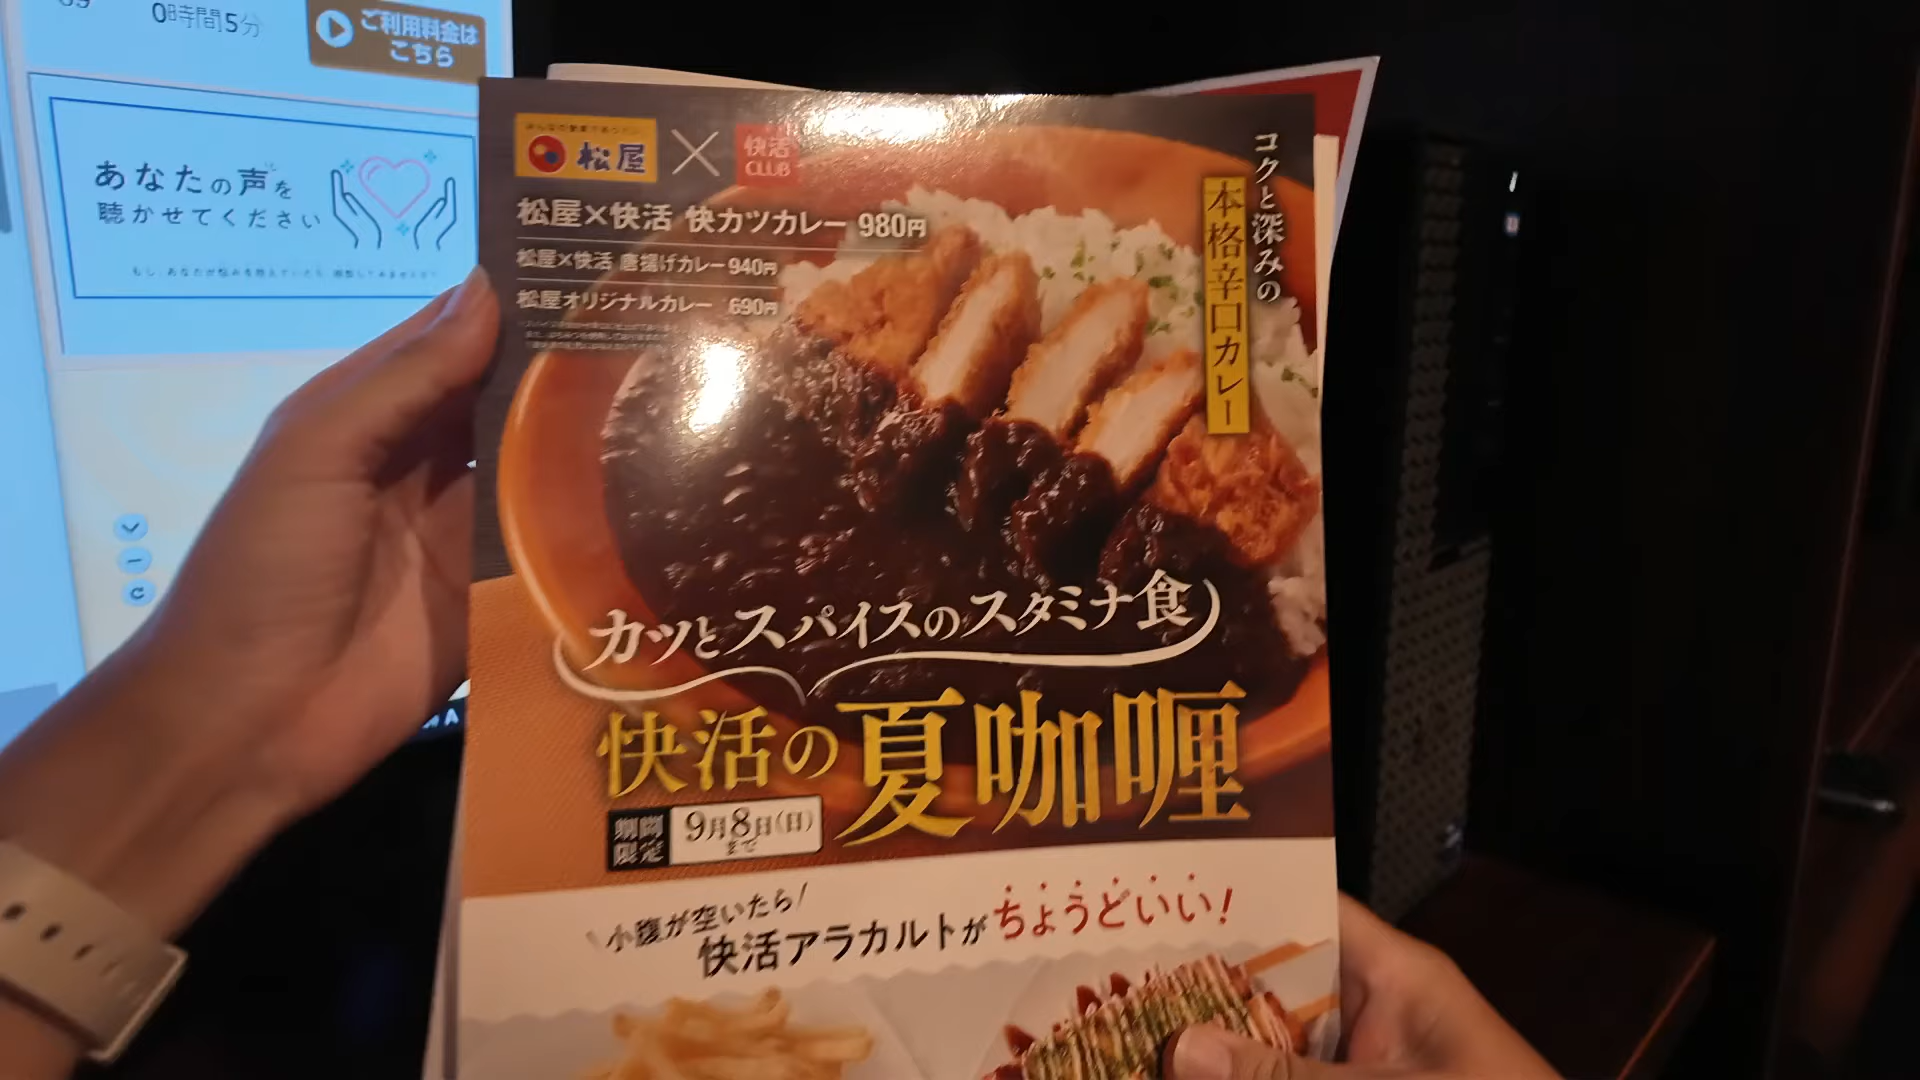 0時間5分
ご利用料金は
こちら
あなたの声を
聴かせてください
松屋
快活
CLUB
松屋×快活 快カツカレー 980円
松屋×快活 唐揚げカレー 940円
松屋オリジナルカレー 690円
コクと深みの
本格辛口カレー
カツとスパイスのスタミナ食
快活の夏咖喱
期間
限定
9月8日(日)
まで
小腹が空いたら
快活アラカルトがちょうどいい!